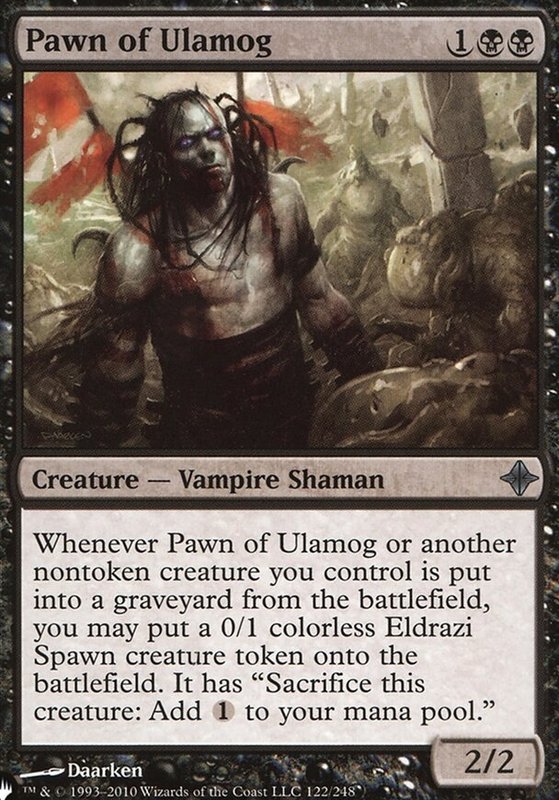 Pawn of Ulamog 1
DAARKEN
Creature — Vampire Shaman
Whenever Pawn of Ulamog or another
nontoken creature you control is put
into a graveyard from the battlefield,
you may put a 0/1 colorless Eldrazi
Spawn creature token onto the
battlefield. It has “Sacrifice this
creature: Add 1 to your mana pool.”
2/2
Daarken
™ & © 1993–2010 Wizards of the Coast LLC 122/248